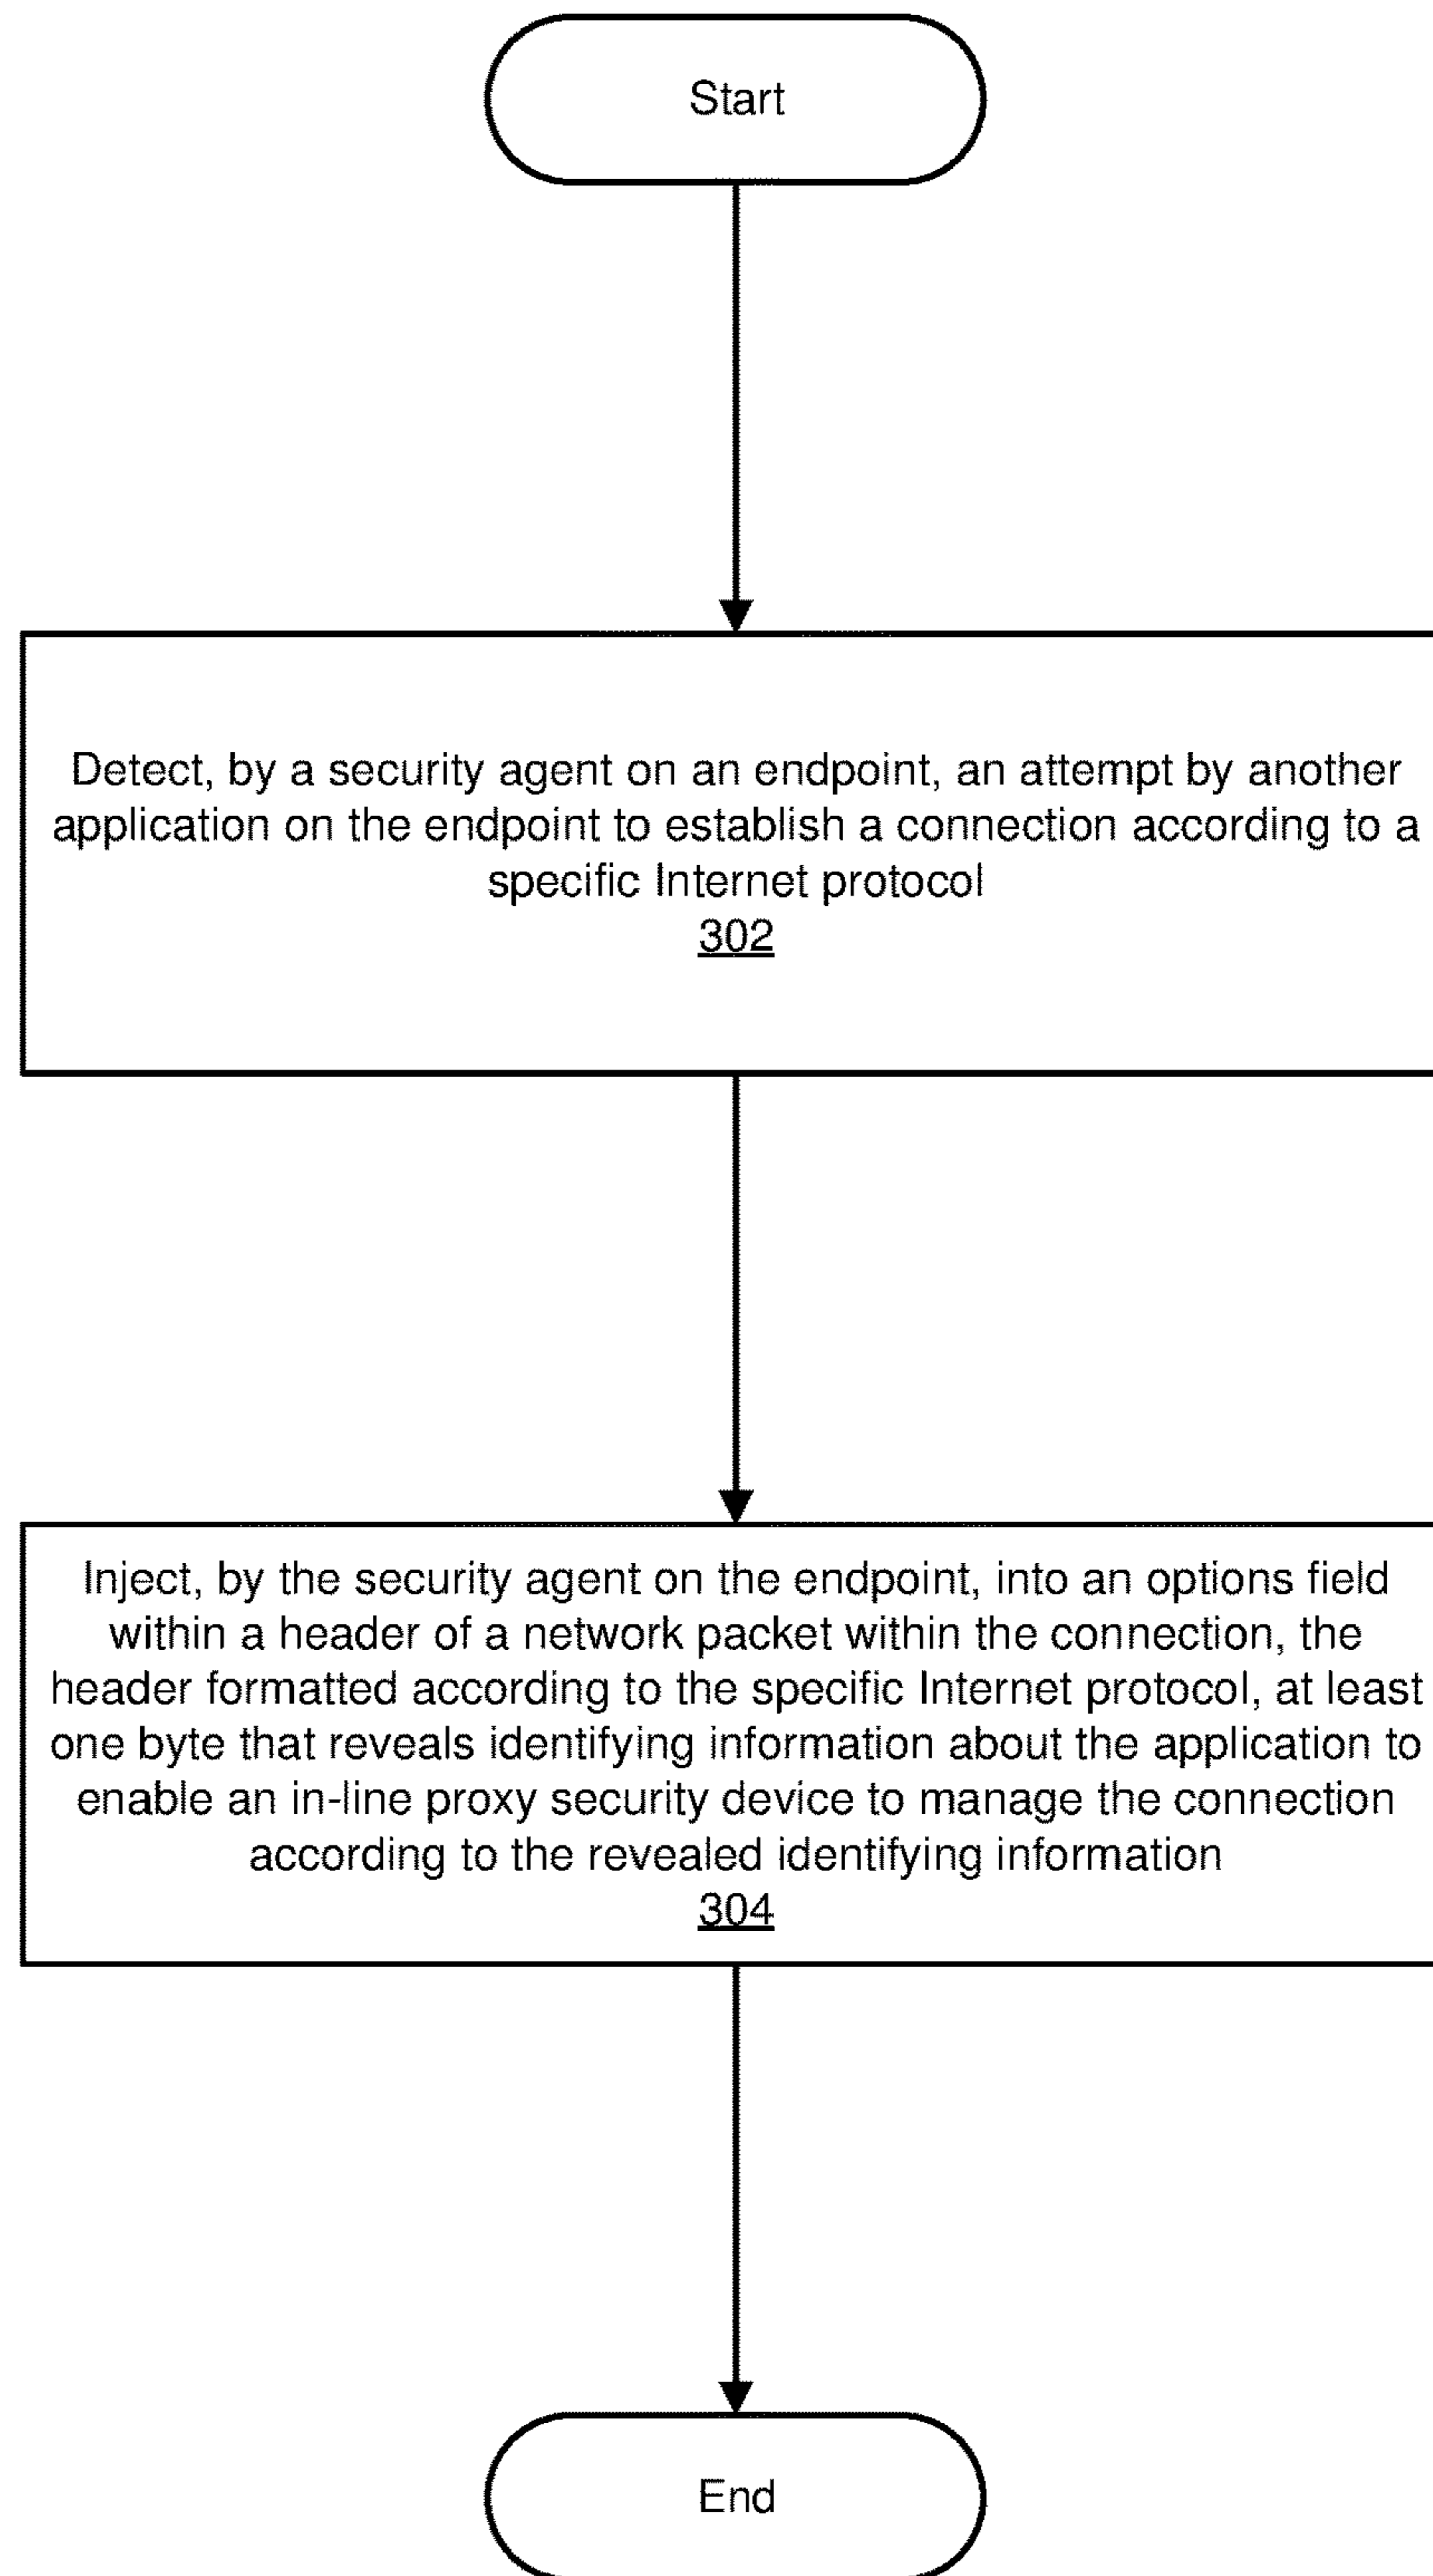 Start
Detect, by a security agent on an endpoint, an attempt by another
application on the endpoint to establish a connection according to a
specific Internet protocol
302
Inject, by the security agent on the endpoint, into an options field
within a header of a network packet within the connection, the
header formatted according to the specific Internet protocol, at least
one byte that reveals identifying information about the application to
enable an in-line proxy security device to manage the connection
according to the revealed identifying information
304
End